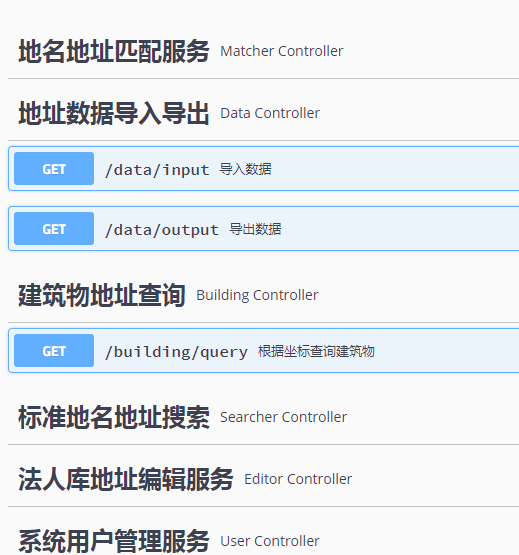 地名地址匹配服务 Matcher Controller
地址数据导入导出 Data Controller
GET /data/input 导入数据
GET /data/output 导出数据
建筑物地址查询 Building Controller
GET /building/query 根据坐标查询建筑物
标准地名地址搜索 Searcher Controller
法人库地址编辑服务 Editor Controller
系统用户管理服务 User Controller